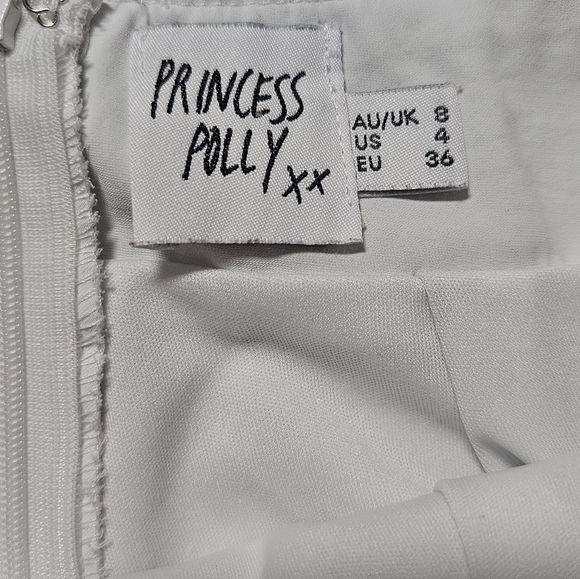 PRINCESS
POLLY xx
AU/UK 8
US 4
EU 36